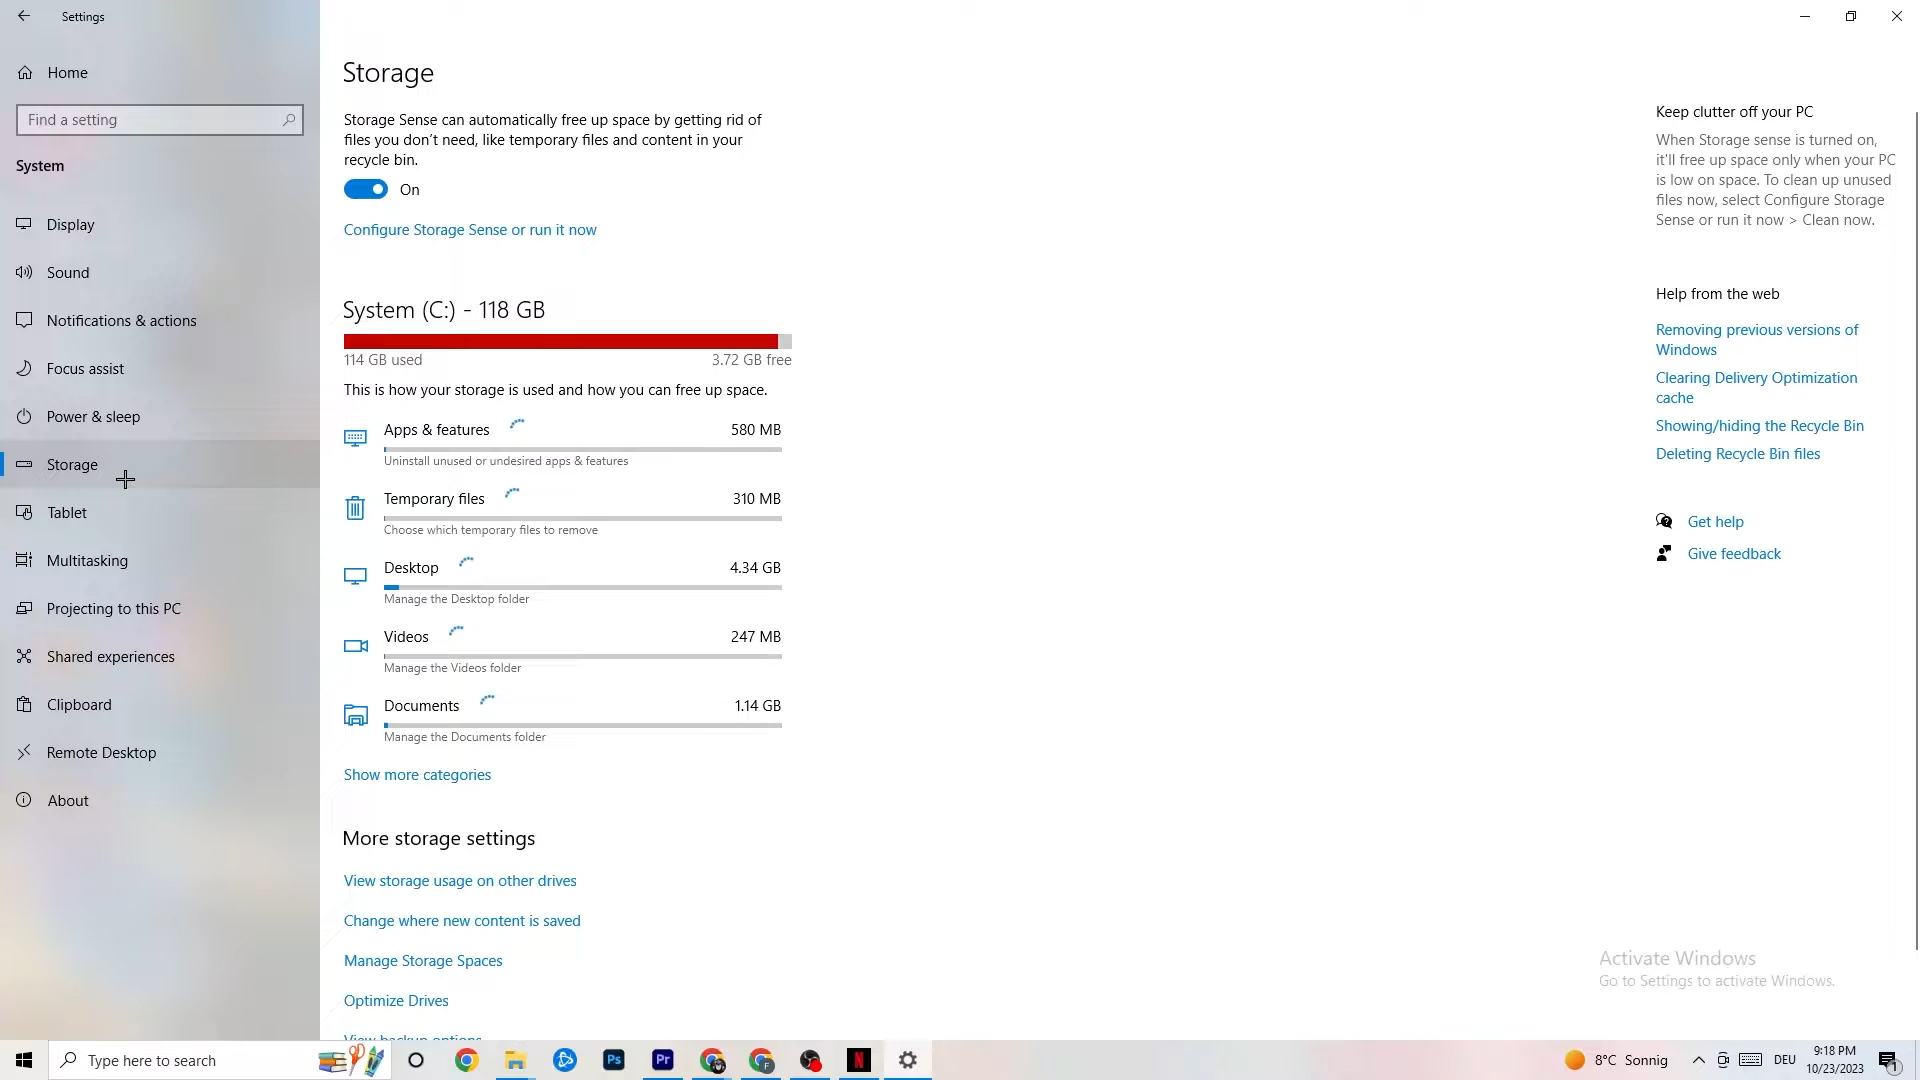 Settings
Home
Find a setting
System
Display
Sound
Notifications & actions
Focus assist
Power & sleep
Storage
Tablet
Multitasking
Projecting to this PC
Shared experiences
Clipboard
Remote Desktop
About
Storage
Storage Sense can automatically free up space by getting rid of
files you don't need, like temporary files and content in your
recycle bin.
On
Configure Storage Sense or run it now
System (C:) - 118 GB
114 GB used
3.72 GB free
This is how your storage is used and how you can free up space.
Apps & features
580 MB
Uninstall unused or undesired apps & features
Temporary files
310 MB
Choose which temporary files to remove
Desktop
4.34 GB
Manage the Desktop folder
Videos
247 MB
Manage the Videos folder
Documents
1.14 GB
Manage the Documents folder
Show more categories
More storage settings
View storage usage on other drives
Change where new content is saved
Manage Storage Spaces
Optimize Drives
View backup options
Keep clutter off your PC
When Storage sense is turned on,
it'll free up space only when your PC
is low on space. To clean up unused
files now, select Configure Storage
Sense or run it now > Clean now.
Help from the web
Removing previous versions of
Windows
Clearing Delivery Optimization
cache
Showing/hiding the Recycle Bin
Deleting Recycle Bin files
Get help
Give feedback
Activate Windows
Go to Settings to activate Windows.
Type here to search
Ps
Pr
F
N
8°C Sonnig
DEU
9:18 PM
10/23/2023
1